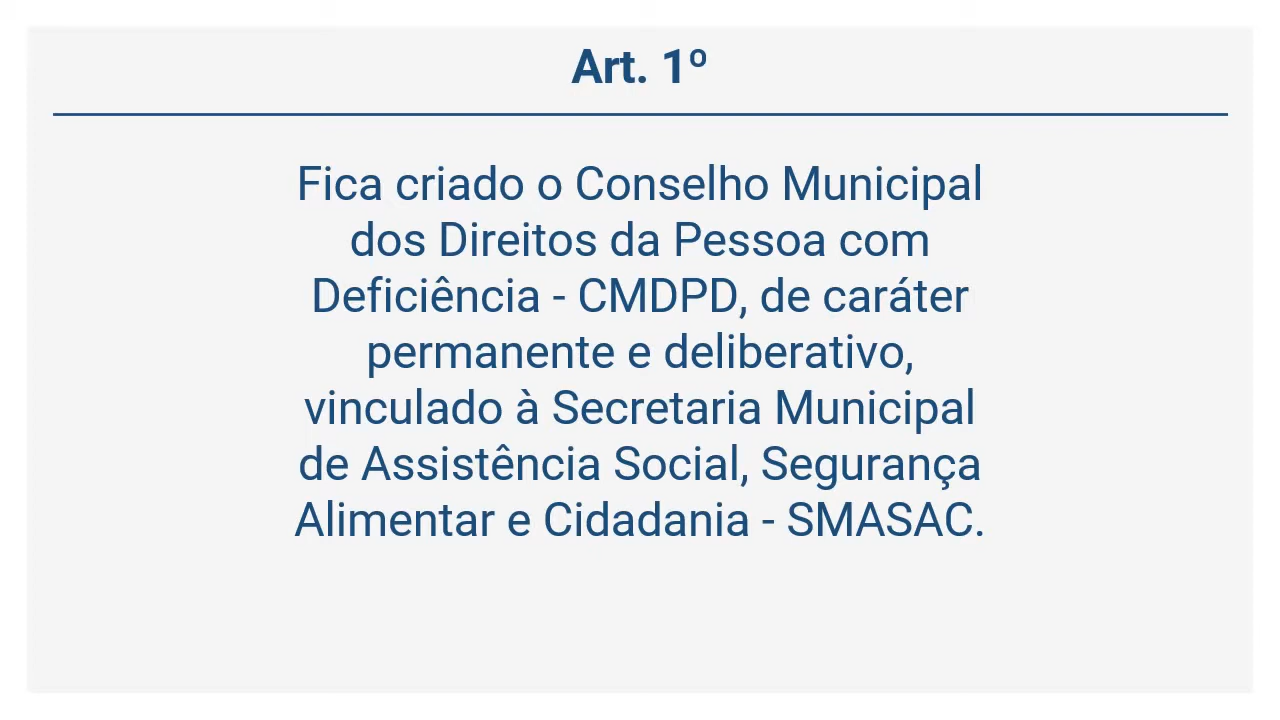 Art. 1º
Fica criado o Conselho Municipal
dos Direitos da Pessoa com
Deficiência - CMDPD, de caráter
permanente e deliberativo,
vinculado à Secretaria Municipal
de Assistência Social, Segurança
Alimentar e Cidadania - SMASAC.